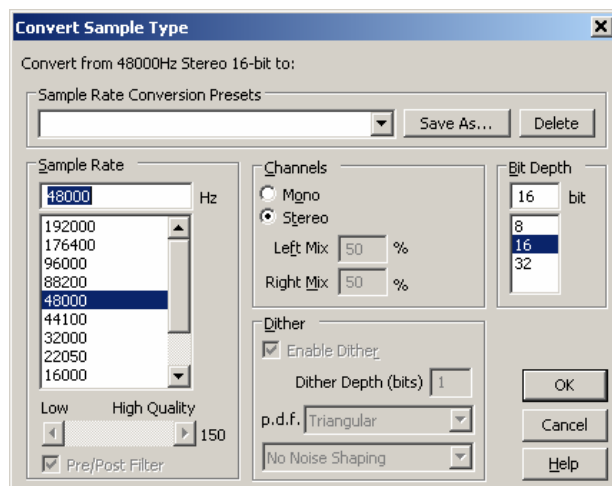 Convert Sample Type
Convert from 48000Hz Stereo 16-bit to:
Sample Rate Conversion Presets
Save As...
Delete
Sample Rate
48000 Hz
192000
176400
96000
88200
48000
44100
32000
22050
16000
Low High Quality
150
Pre/Post Filter
Channels
Mono
Stereo
Left Mix 50 %
Right Mix 50 %
Dither
Enable Dither
Dither Depth (bits) 1
p.d.f. Triangular
No Noise Shaping
Bit Depth
16 bit
8
16
32
OK
Cancel
Help